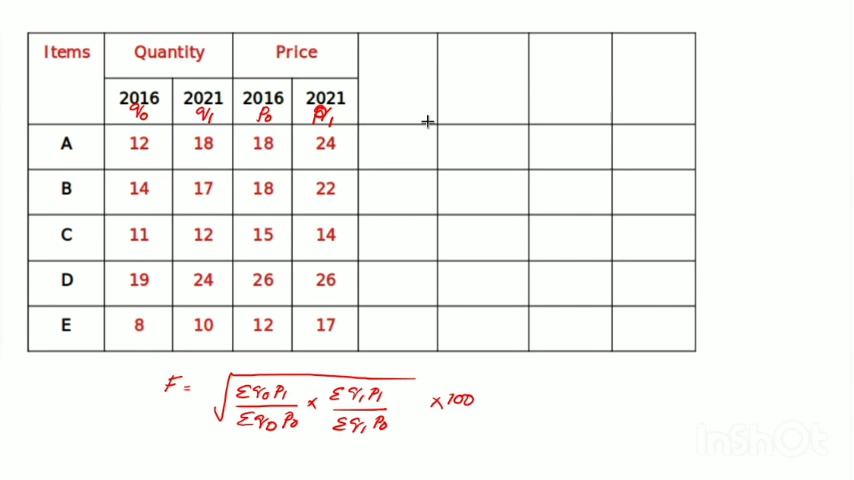 Items Quantity Price
2016 2021 2016 2021
q₀ q₁ p₀ p₁
A 12 18 18 24
B 14 17 18 22
C 11 12 15 14
D 19 24 26 26
E 8 10 12 17
F = √(Σq₀p₁/Σq₀p₀ × Σq₁p₁/Σq₁p₀) × 100
InShot